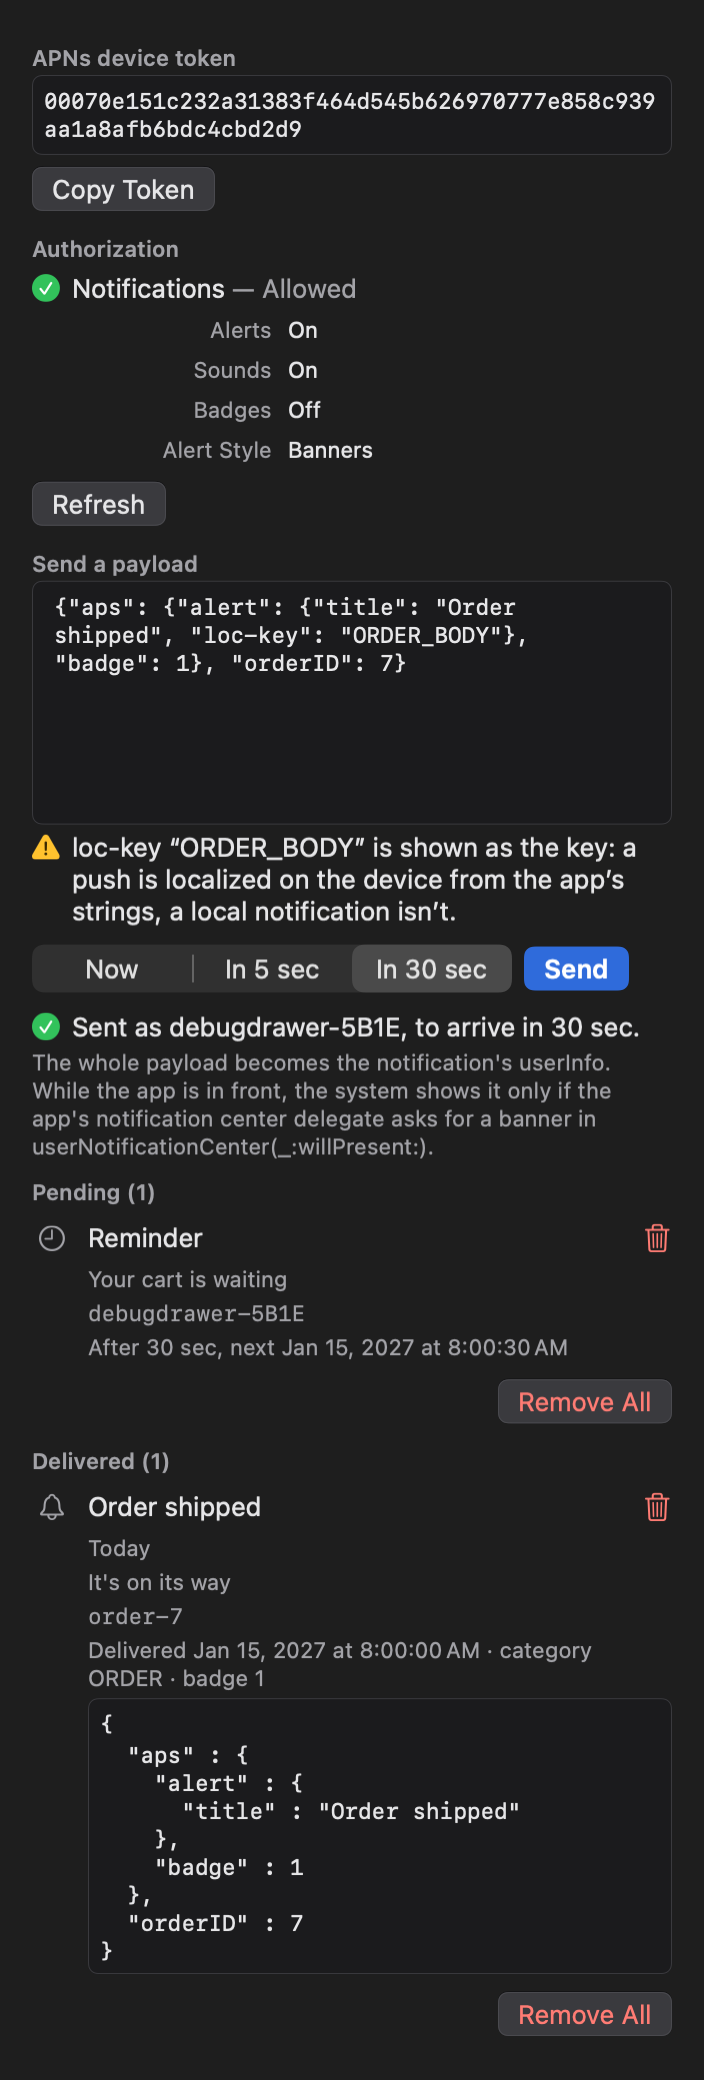 APNs device token
00070e151c232a31383f464d545b626970777e858c939
aa1a8afb6bdc4cbd2d9
Copy Token
Authorization
Notifications — Allowed
Alerts On
Sounds On
Badges Off
Alert Style Banners
Refresh
Send a payload
{"aps": {"alert": {"title": "Order
shipped", "loc-key": "ORDER_BODY"},
"badge": 1}, "orderID": 7}
loc-key “ORDER_BODY” is shown as the key: a
push is localized on the device from the app’s
strings, a local notification isn’t.
Now In 5 sec In 30 sec Send
Sent as debugdrawer-5B1E, to arrive in 30 sec.
The whole payload becomes the notification's userInfo.
While the app is in front, the system shows it only if the
app's notification center delegate asks for a banner in
userNotificationCenter(_:willPresent:).
Pending (1)
Reminder
Your cart is waiting
debugdrawer-5B1E
After 30 sec, next Jan 15, 2027 at 8:00:30 AM
Remove All
Delivered (1)
Order shipped
Today
It's on its way
order-7
Delivered Jan 15, 2027 at 8:00:00 AM · category
ORDER · badge 1
{
"aps" : {
"alert" : {
"title" : "Order shipped"
},
"badge" : 1
},
"orderID" : 7
}
Remove All